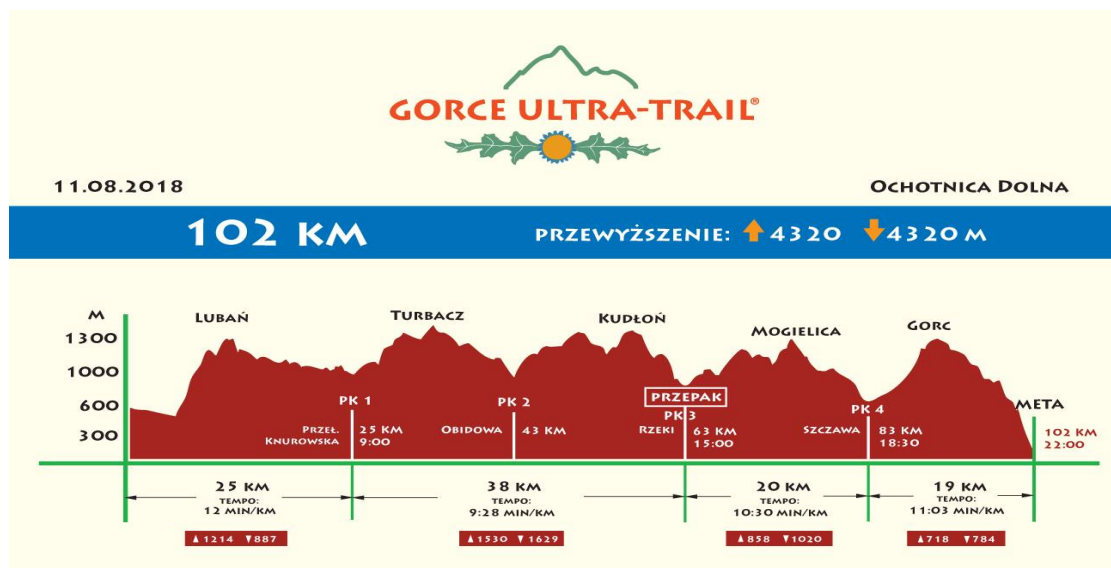 GORCE ULTRA-TRAIL®
11.08.2018
OCHOTNICA DOLNA
102 KM
PRZEWYŻSZENIE: 4320 4320 M
M
1300
1000
600
300
LUBAŃ
TURBACZ
KUDŁOŃ
MOGIELICA
GORC
META
PK 1
PRZEŁ. KNUROWSKA
25 KM
9:00
PK 2
OBIDOWA
43 KM
PRZEPAK
PK 3
RZEKI
63 KM
15:00
PK 4
SZCZAWA
83 KM
18:30
102 KM
22:00
25 KM
TEMPO:
12 MIN/KM
38 KM
TEMPO:
9:28 MIN/KM
20 KM
TEMPO:
10:30 MIN/KM
19 KM
TEMPO:
11:03 MIN/KM
▲1214 ▼887
▲1530 ▼1629
▲858 ▼1020
▲718 ▼784